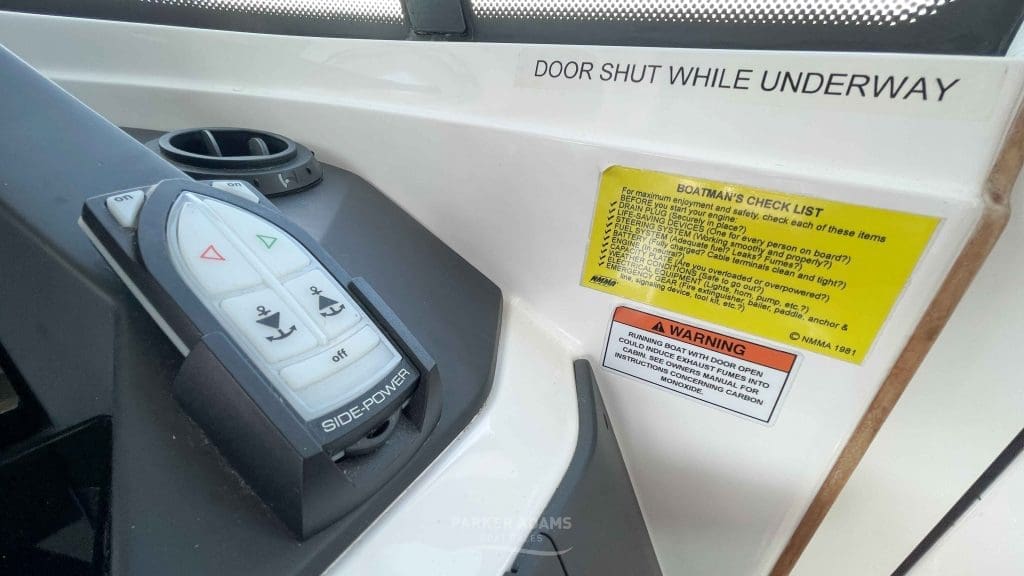 DOOR SHUT WHILE UNDERWAY
BOATMAN'S CHECK LIST
For maximum enjoyment and safety, check each of these items
BEFORE you start your engine:
DRAIN PLUG (Securely in place?)
LIFE-SAVING DEVICES (One for every person on board?)
STEERING SYSTEM (Working smoothly and properly?)
FUEL SYSTEM (Adequate fuel? Leaks? Fumes?)
BATTERY (Fully charged? Cable terminals clean and tight?)
ENGINE (In neutral?)
CAPACITY PLATE (Are you overloaded or overpowered?)
WEATHER CONDITIONS (Safe to go out?)
ELECTRICAL EQUIPMENT (Lights, horn, pump, etc.?)
EMERGENCY GEAR (Fire extinguisher, bailer, paddle, anchor &
line, signaling device, tool kit, etc.?)
NMMA
© NMMA 1981
WARNING
RUNNING BOAT WITH DOOR OPEN
COULD INDUCE EXHAUST FUMES INTO
CABIN. SEE OWNERS MANUAL FOR
INSTRUCTIONS CONCERNING CARBON
MONOXIDE.
on
on
off
SIDE-POWER
PARKER ADAMS
BOAT SALES